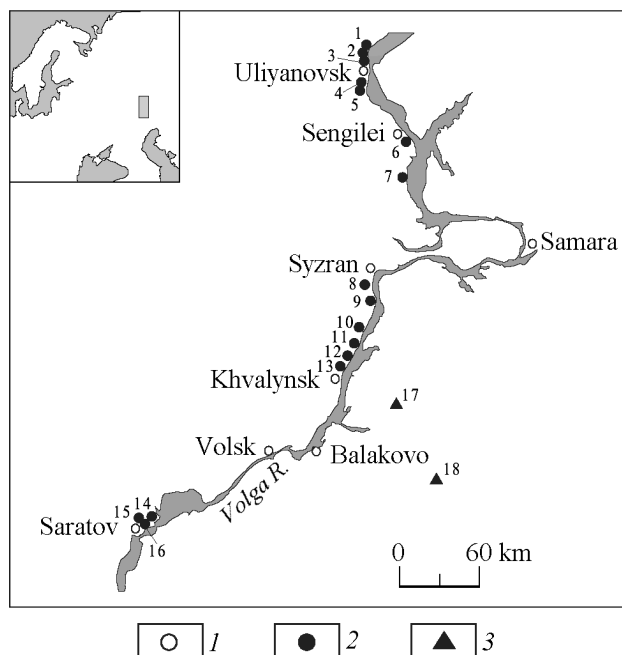 1
2
3
Uliyanovsk
4
5
Sengilei
6
7
Samara
Syzran
8
9
10
11
12
13
Khvalynsk
17
Volsk
Balakovo
18
Volga R.
15 14
Saratov
16
0 60 km
1 2 3